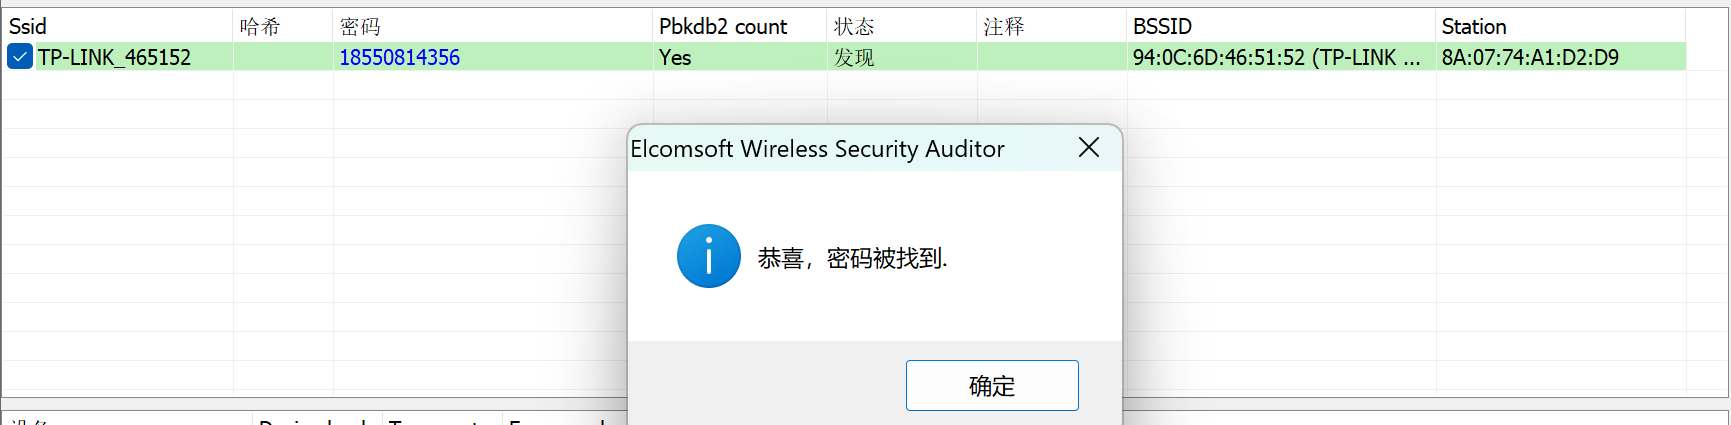 Ssid 哈希 密码 Pbkdb2 count 状态 注释 BSSID Station
TP-LINK_465152 18550814356 Yes 发现 94:0C:6D:46:51:52 (TP-LINK ... 8A:07:74:A1:D2:D9
Elcomsoft Wireless Security Auditor
恭喜，密码被找到.
确定